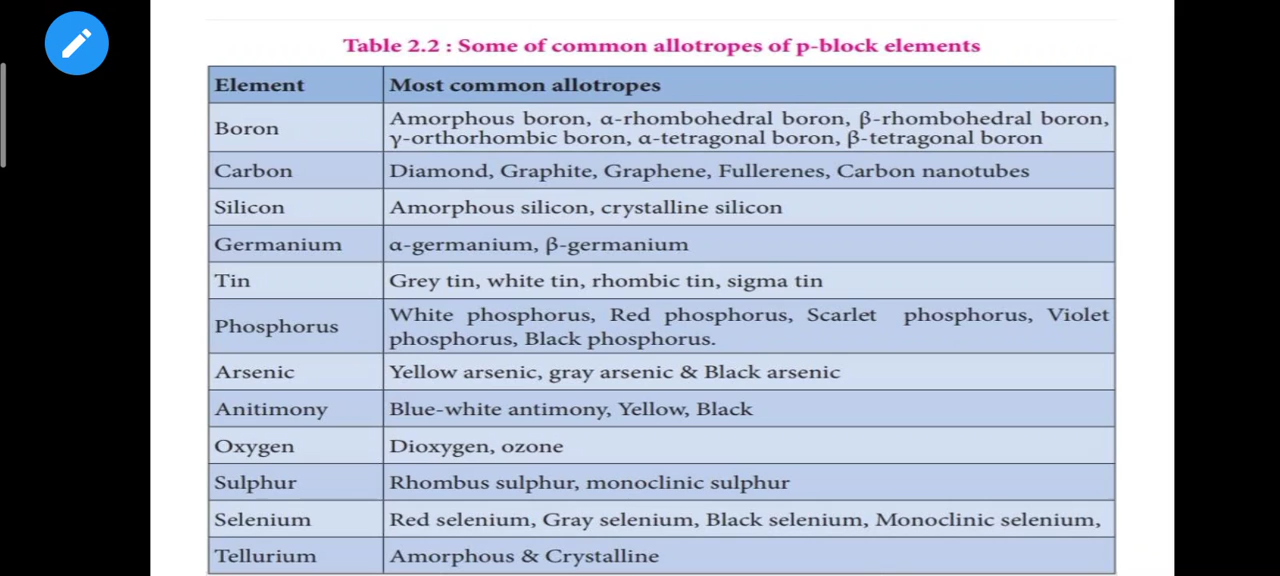 Table 2.2 : Some of common allotropes of p-block elements
Element Most common allotropes
Boron Amorphous boron, α-rhombohedral boron, β-rhombohedral boron,
γ-orthorhombic boron, α-tetragonal boron, β-tetragonal boron
Carbon Diamond, Graphite, Graphene, Fullerenes, Carbon nanotubes
Silicon Amorphous silicon, crystalline silicon
Germanium α-germanium, β-germanium
Tin Grey tin, white tin, rhombic tin, sigma tin
Phosphorus White phosphorus, Red phosphorus, Scarlet phosphorus, Violet
phosphorus, Black phosphorus.
Arsenic Yellow arsenic, gray arsenic & Black arsenic
Anitimony Blue-white antimony, Yellow, Black
Oxygen Dioxygen, ozone
Sulphur Rhombus sulphur, monoclinic sulphur
Selenium Red selenium, Gray selenium, Black selenium, Monoclinic selenium,
Tellurium Amorphous & Crystalline